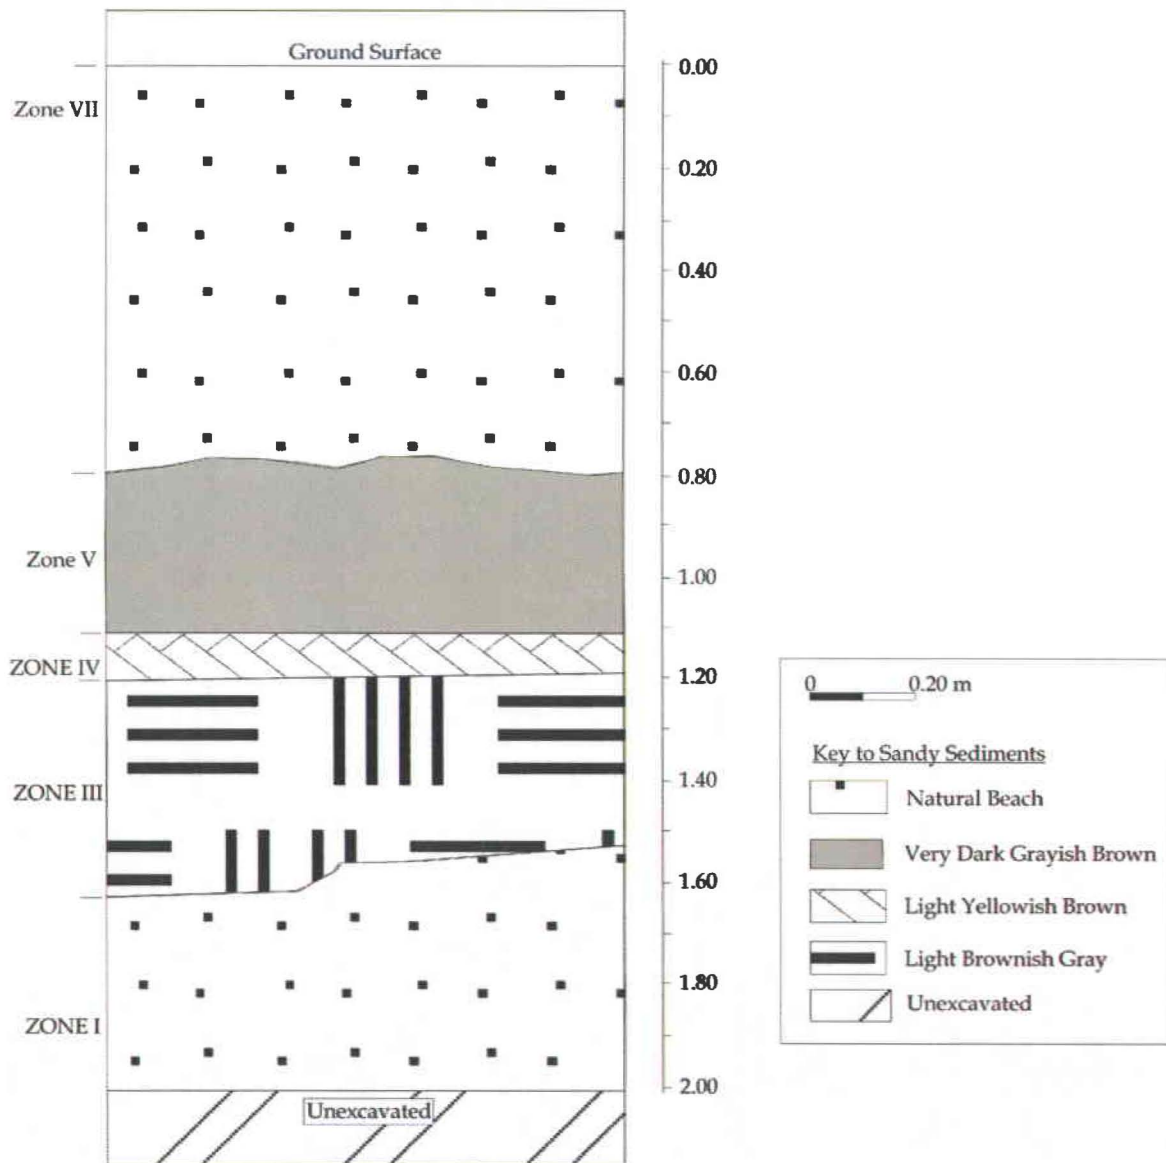 Ground Surface
Zone VII
Zone V
ZONE IV
ZONE III
ZONE I
0.00
0.20
0.40
0.60
0.80
1.00
1.20
1.40
1.60
1.80
2.00
Unexcavated
0 0.20 m
Key to Sandy Sediments
Natural Beach
Very Dark Grayish Brown
Light Yellowish Brown
Light Brownish Gray
Unexcavated